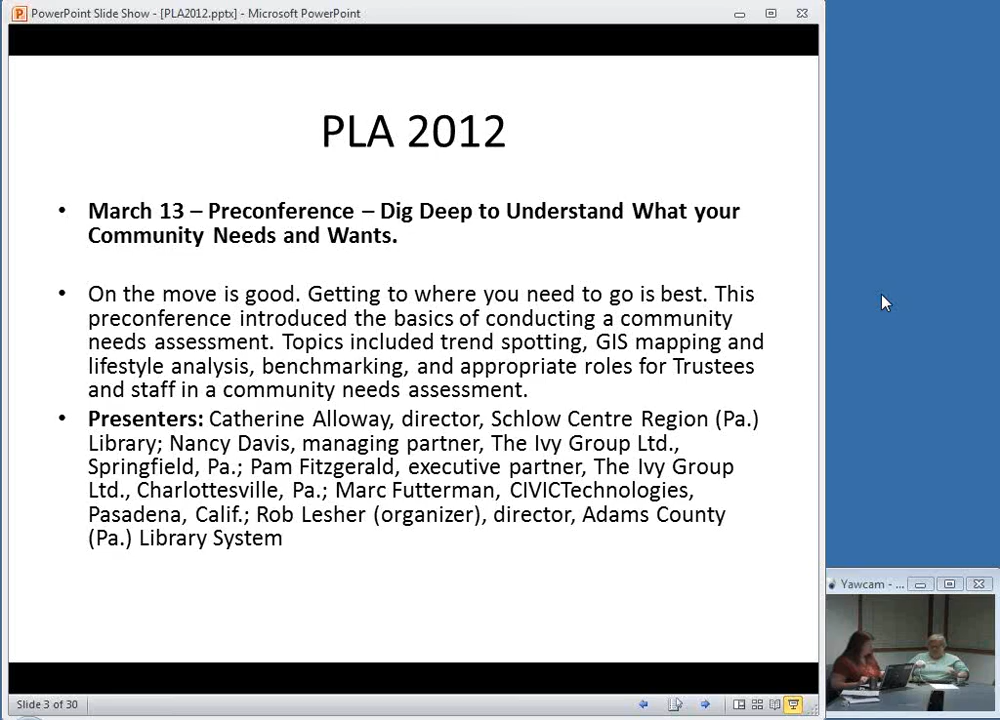 PowerPoint Slide Show - [PLA2012.pptx] - Microsoft PowerPoint
PLA 2012
• March 13 – Preconference – Dig Deep to Understand What your
Community Needs and Wants.
• On the move is good. Getting to where you need to go is best. This
preconference introduced the basics of conducting a community
needs assessment. Topics included trend spotting, GIS mapping and
lifestyle analysis, benchmarking, and appropriate roles for Trustees
and staff in a community needs assessment.
• Presenters: Catherine Alloway, director, Schlow Centre Region (Pa.)
Library; Nancy Davis, managing partner, The Ivy Group Ltd.,
Springfield, Pa.; Pam Fitzgerald, executive partner, The Ivy Group
Ltd., Charlottesville, Pa.; Marc Futterman, CIVICTechnologies,
Pasadena, Calif.; Rob Lesher (organizer), director, Adams County
(Pa.) Library System
Yawcam - ...
Slide 3 of 30